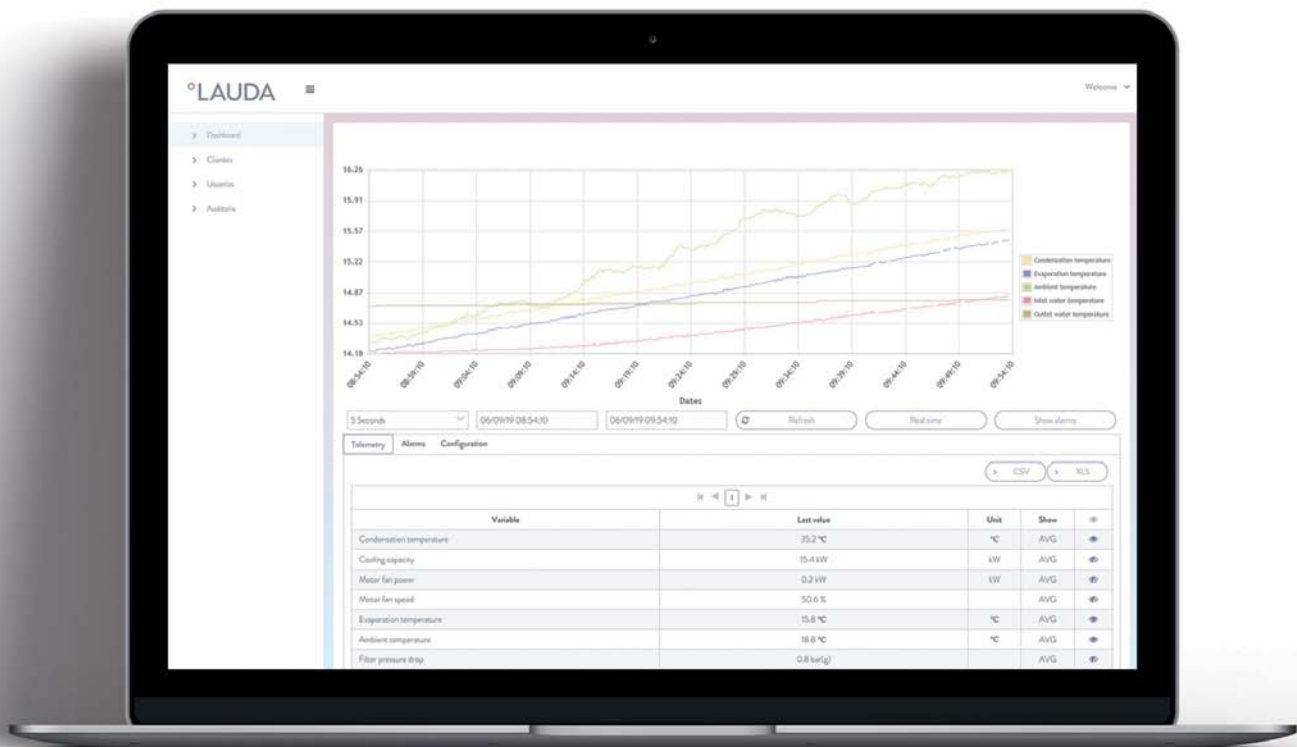 °LAUDA
Welcome
Dashboard
Clientes
Usuarios
Auditoria
16.26
15.91
15.57
15.22
14.87
14.53
14.18
08:54:10 08:59:10 09:04:10 09:09:10 09:14:10 09:19:10 09:24:10 09:29:10 09:34:10 09:39:10 09:44:10 09:49:10 09:54:10
Dates
Condensation temperature
Evaporation temperature
Ambient temperature
Inlet water temperature
Outlet water temperature
5 Seconds 06/09/19 08:54:10 06/09/19 09:54:10 Refresh Real time Show alarms
Telemetry Alarms Configuration
CSV XLS
1
Variable Last value Unit Show
Condensation temperature 35.2 ℃ ℃ AVG
Cooling capacity 15.4 kW kW AVG
Motor fan power 0.2 kW kW AVG
Motor fan speed 50.6 % AVG
Evaporation temperature 15.8 ℃ ℃ AVG
Ambient temperature 18.8 ℃ ℃ AVG
Filter pressure drop 0.8 bar(g) AVG